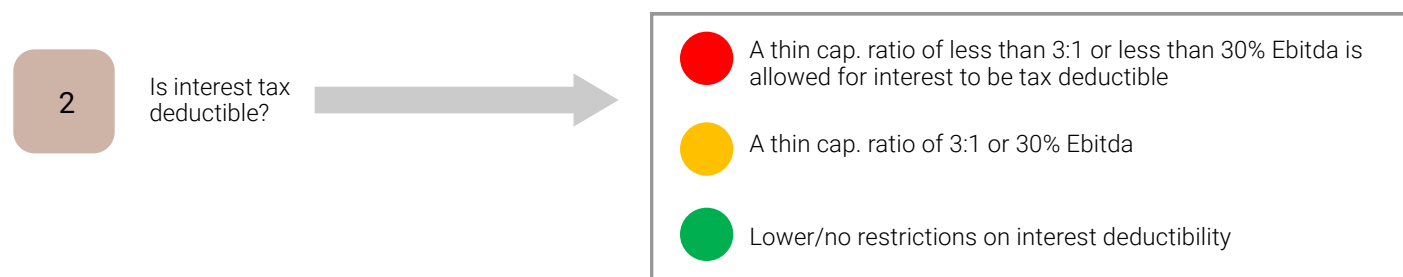 2
Is interest tax
deductible?
A thin cap. ratio of less than 3:1 or less than 30% Ebitda is
allowed for interest to be tax deductible
A thin cap. ratio of 3:1 or 30% Ebitda
Lower/no restrictions on interest deductibility